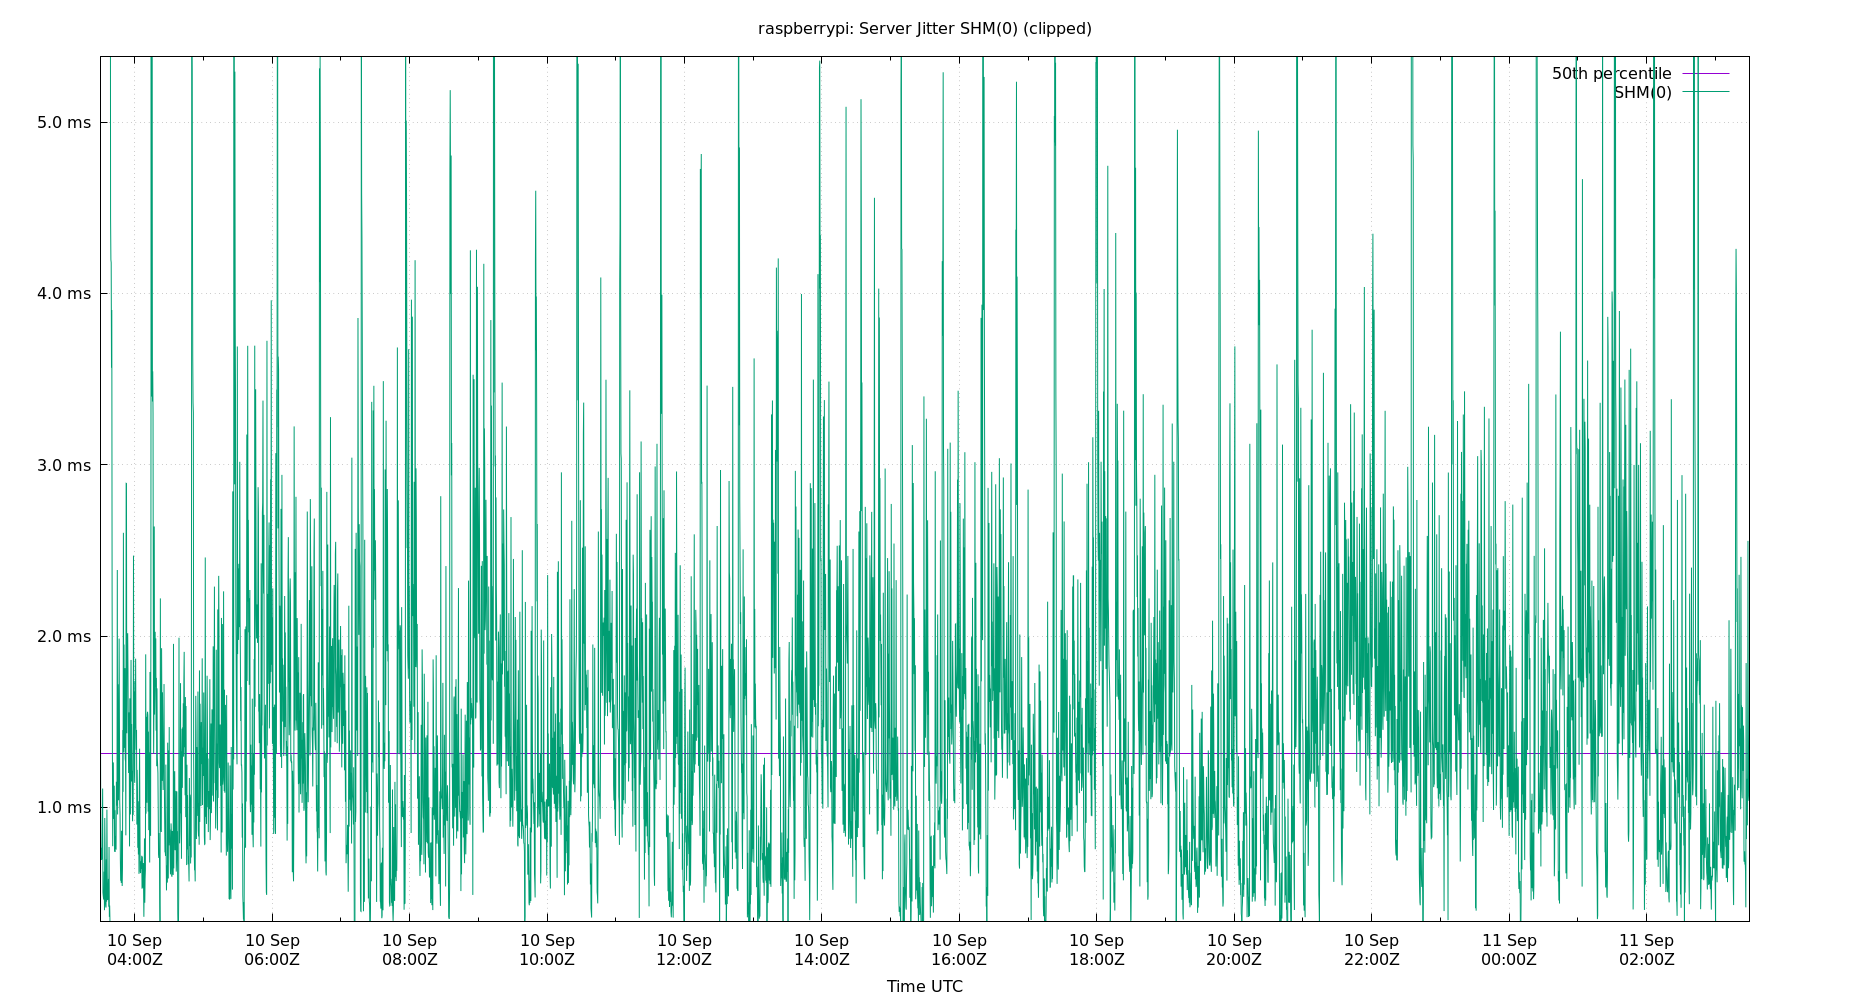 raspberrypi: Server Jitter SHM(0) (clipped)
50th percentile
SHM(0)
5.0 ms
4.0 ms
3.0 ms
2.0 ms
1.0 ms
10 Sep 10 Sep 10 Sep 10 Sep 10 Sep 10 Sep 10 Sep 10 Sep 10 Sep 10 Sep 11 Sep 11 Sep
04:00Z 06:00Z 08:00Z 10:00Z 12:00Z 14:00Z 16:00Z 18:00Z 20:00Z 22:00Z 00:00Z 02:00Z
Time UTC